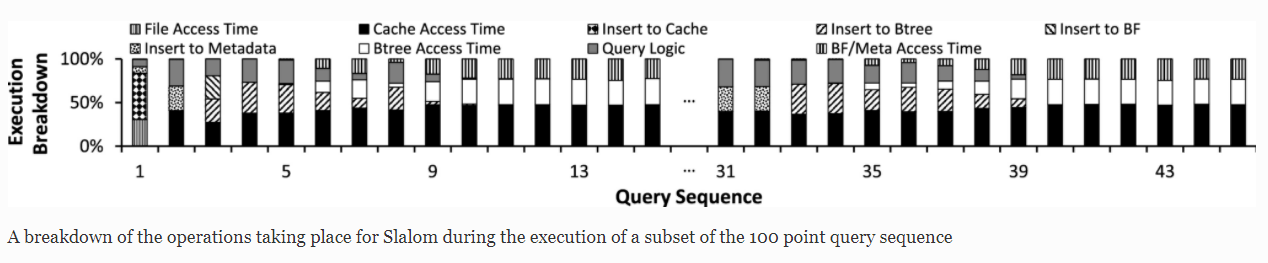 File Access Time Cache Access Time Insert to Cache Insert to Btree Insert to BF
Insert to Metadata Btree Access Time Query Logic BF/Meta Access Time
Execution
Breakdown
100%
50%
0%
...
1 5 9 13 ... 31 35 39 43
Query Sequence
A breakdown of the operations taking place for Slalom during the execution of a subset of the 100 point query sequence